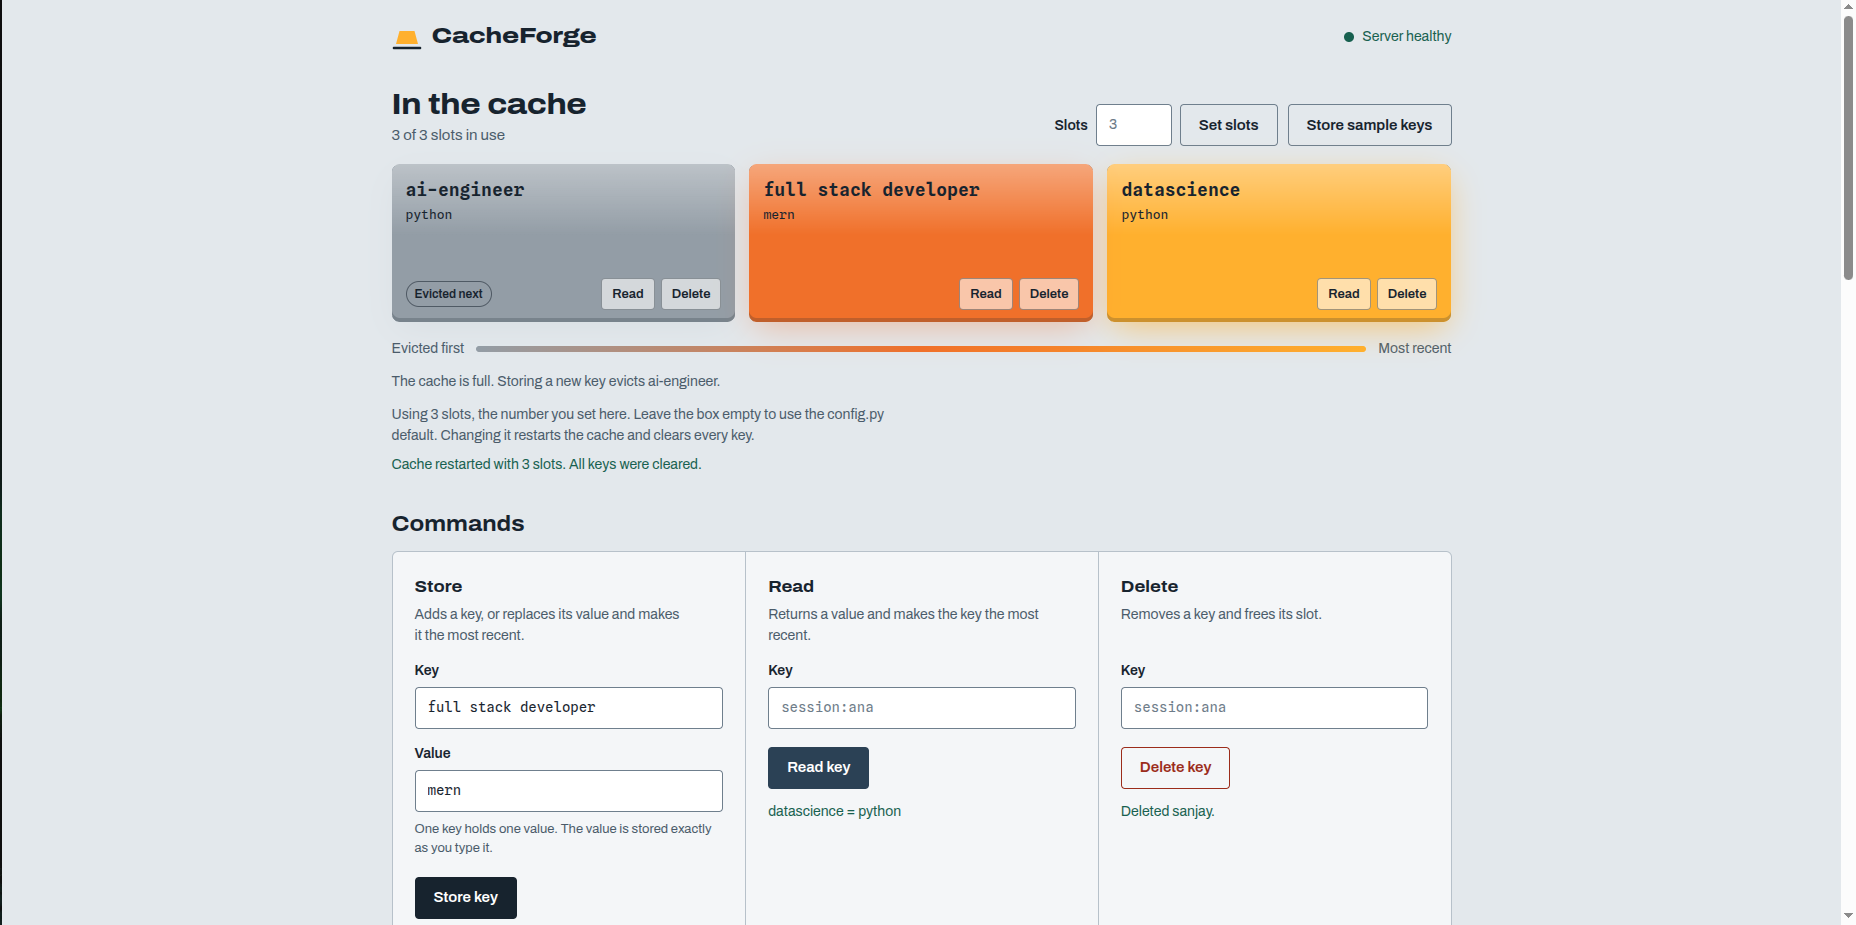 CacheForge
Server healthy
In the cache
3 of 3 slots in use
Slots 3 Set slots Store sample keys
ai-engineer
python
Evicted next Read Delete
full stack developer
mern
Read Delete
datascience
python
Read Delete
Evicted first Most recent
The cache is full. Storing a new key evicts ai-engineer.
Using 3 slots, the number you set here. Leave the box empty to use the config.py
default. Changing it restarts the cache and clears every key.
Cache restarted with 3 slots. All keys were cleared.
Commands
Store
Adds a key, or replaces its value and makes
it the most recent.
Key
full stack developer
Value
mern
One key holds one value. The value is stored exactly
as you type it.
Store key
Read
Returns a value and makes the key the most
recent.
Key
session:ana
Read key
datascience = python
Delete
Removes a key and frees its slot.
Key
session:ana
Delete key
Deleted sanjay.